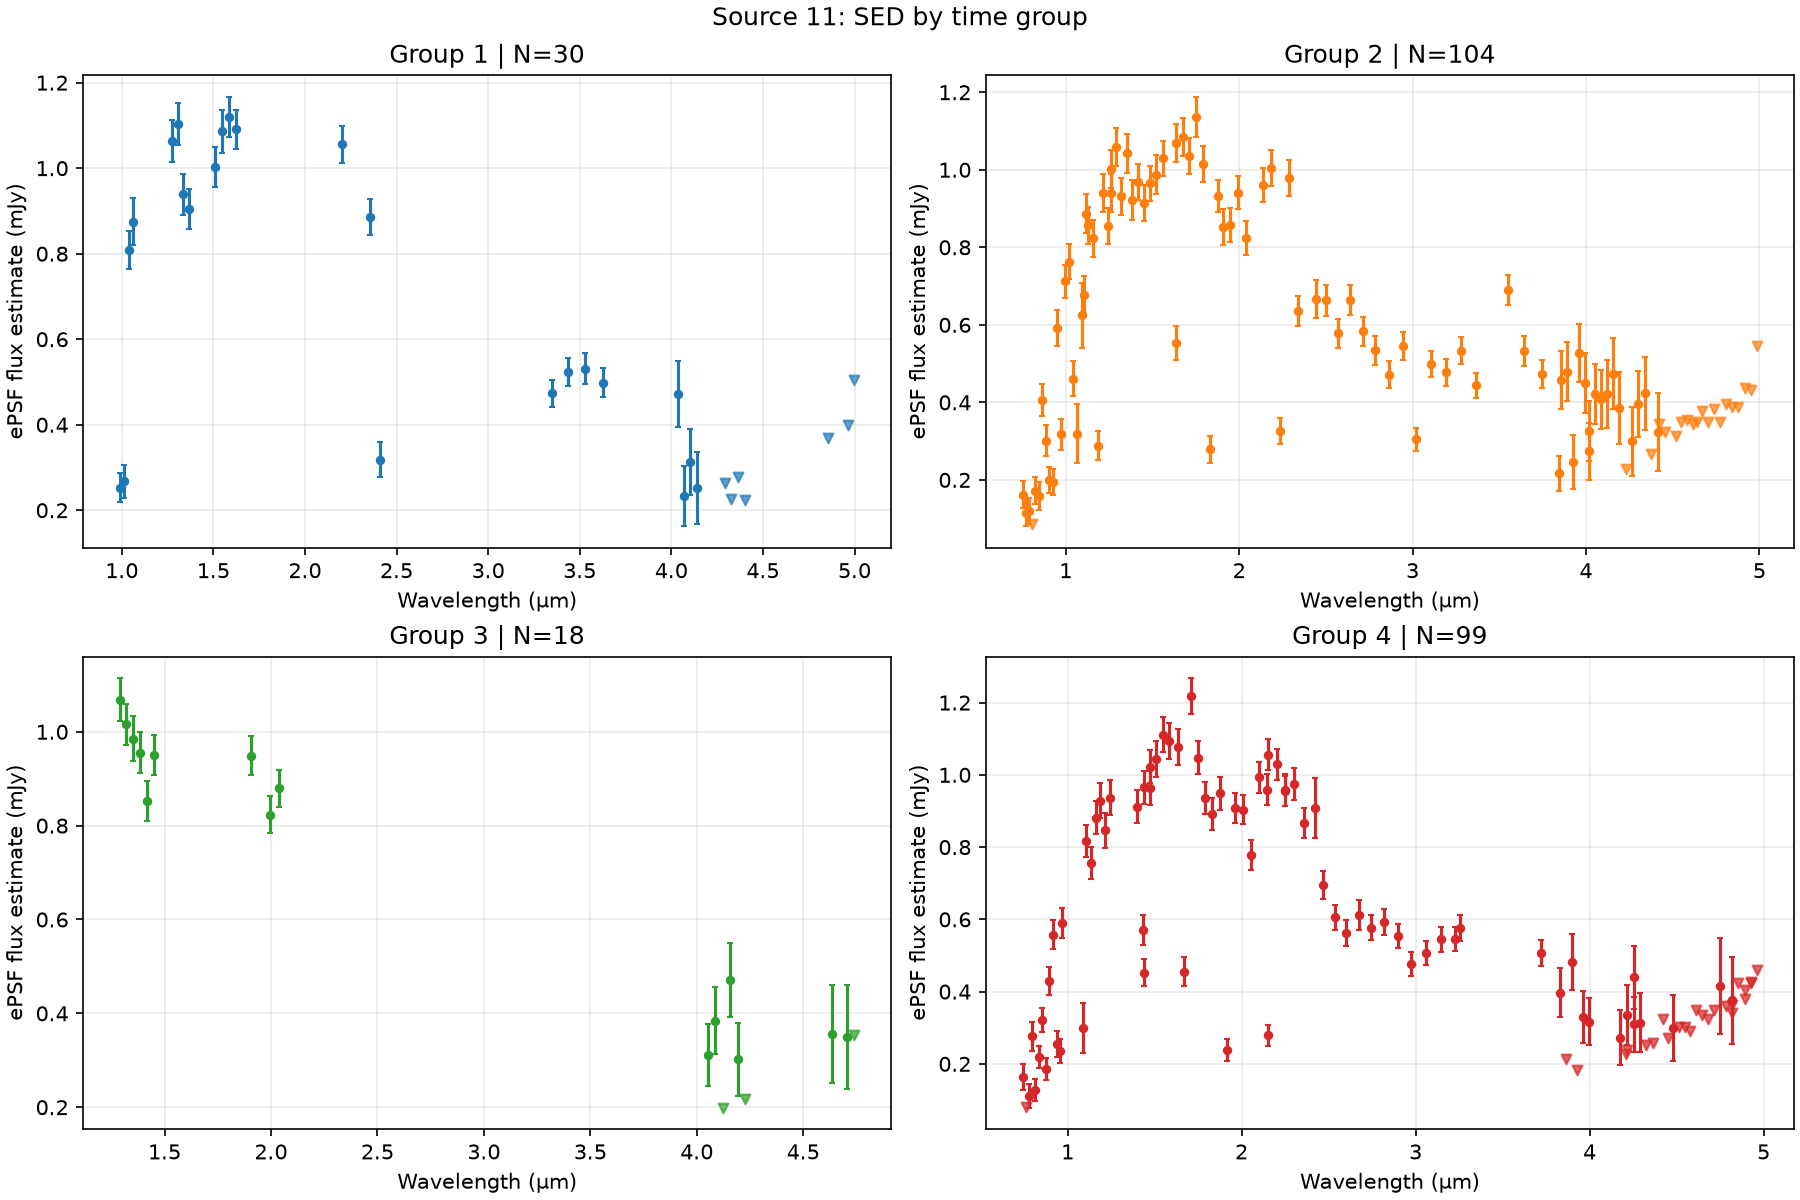 Source 11: SED by time group
Group 1 | N=30
1.2
1.0
0.8
0.6
0.4
0.2
ePSF flux estimate (mJy)
1.0 1.5 2.0 2.5 3.0 3.5 4.0 4.5 5.0
Wavelength (μm)
Group 2 | N=104
1.2
1.0
0.8
0.6
0.4
0.2
ePSF flux estimate (mJy)
1 2 3 4 5
Wavelength (μm)
Group 3 | N=18
1.0
0.8
0.6
0.4
0.2
ePSF flux estimate (mJy)
1.5 2.0 2.5 3.0 3.5 4.0 4.5
Wavelength (μm)
Group 4 | N=99
1.2
1.0
0.8
0.6
0.4
0.2
ePSF flux estimate (mJy)
1 2 3 4 5
Wavelength (μm)